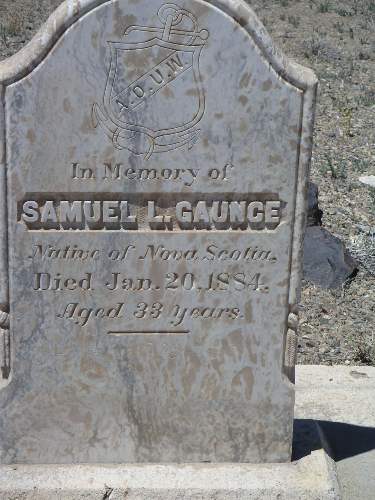 A.O.U.W.
In Memory of
SAMUEL L. GAUNCE
Native of Nova Scotia,
Died Jan. 20, 1884.
Aged 33 years.